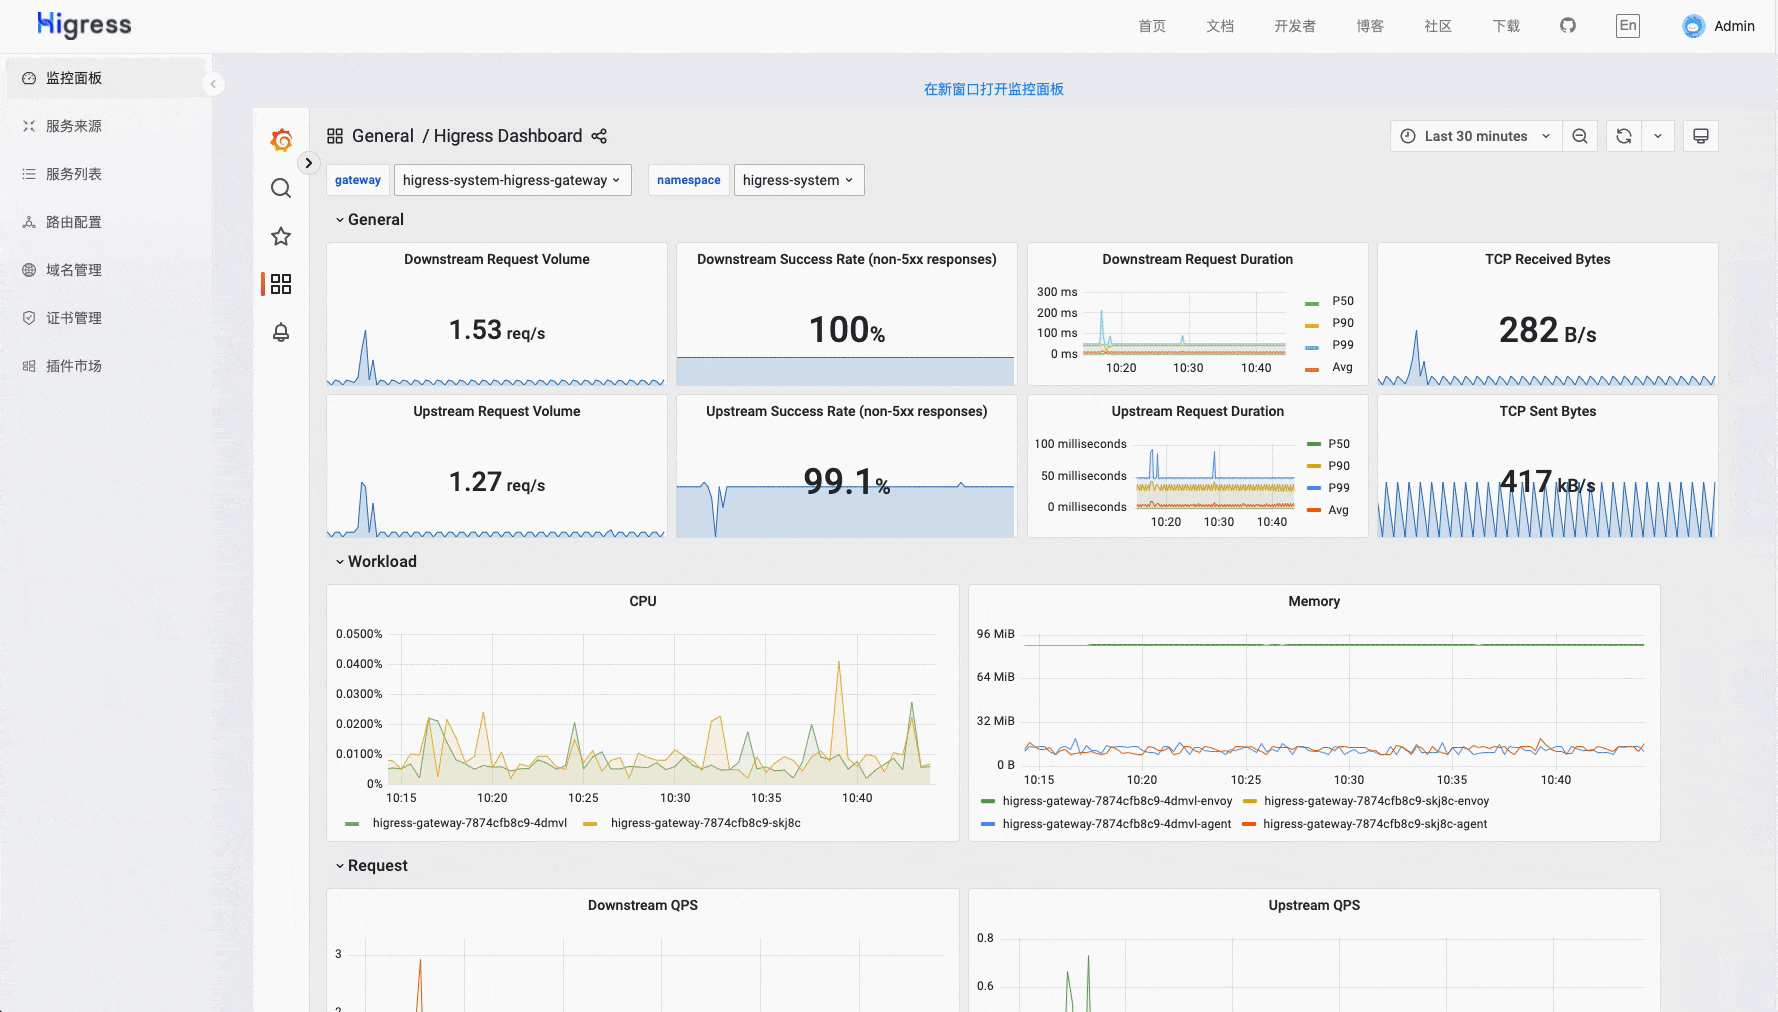 Higress
首页 文档 开发者 博客 社区 下载 En Admin
监控面板
服务来源
服务列表
路由配置
域名管理
证书管理
插件市场
在新窗口打开监控面板
General / Higress Dashboard
Last 30 minutes
gateway higress-system-higress-gateway namespace higress-system
General
Downstream Request Volume
1.53 req/s
Downstream Success Rate (non-5xx responses)
100%
Downstream Request Duration
300 ms
200 ms
100 ms
0 ms
10:20 10:30 10:40
P50
P90
P99
Avg
TCP Received Bytes
282 B/s
Upstream Request Volume
1.27 req/s
Upstream Success Rate (non-5xx responses)
99.1%
Upstream Request Duration
100 milliseconds
50 milliseconds
0 milliseconds
10:20 10:30 10:40
P50
P90
P99
Avg
TCP Sent Bytes
417 kB/s
Workload
CPU
0.0500%
0.0400%
0.0300%
0.0200%
0.0100%
0%
10:15 10:20 10:25 10:30 10:35 10:40
higress-gateway-7874cfb8c9-4dmvl higress-gateway-7874cfb8c9-skj8c
Memory
96 MiB
64 MiB
32 MiB
0 B
10:15 10:20 10:25 10:30 10:35 10:40
higress-gateway-7874cfb8c9-4dmvl-envoy higress-gateway-7874cfb8c9-skj8c-envoy
higress-gateway-7874cfb8c9-4dmvl-agent higress-gateway-7874cfb8c9-skj8c-agent
Request
Downstream QPS
3
2
Upstream QPS
0.8
0.6